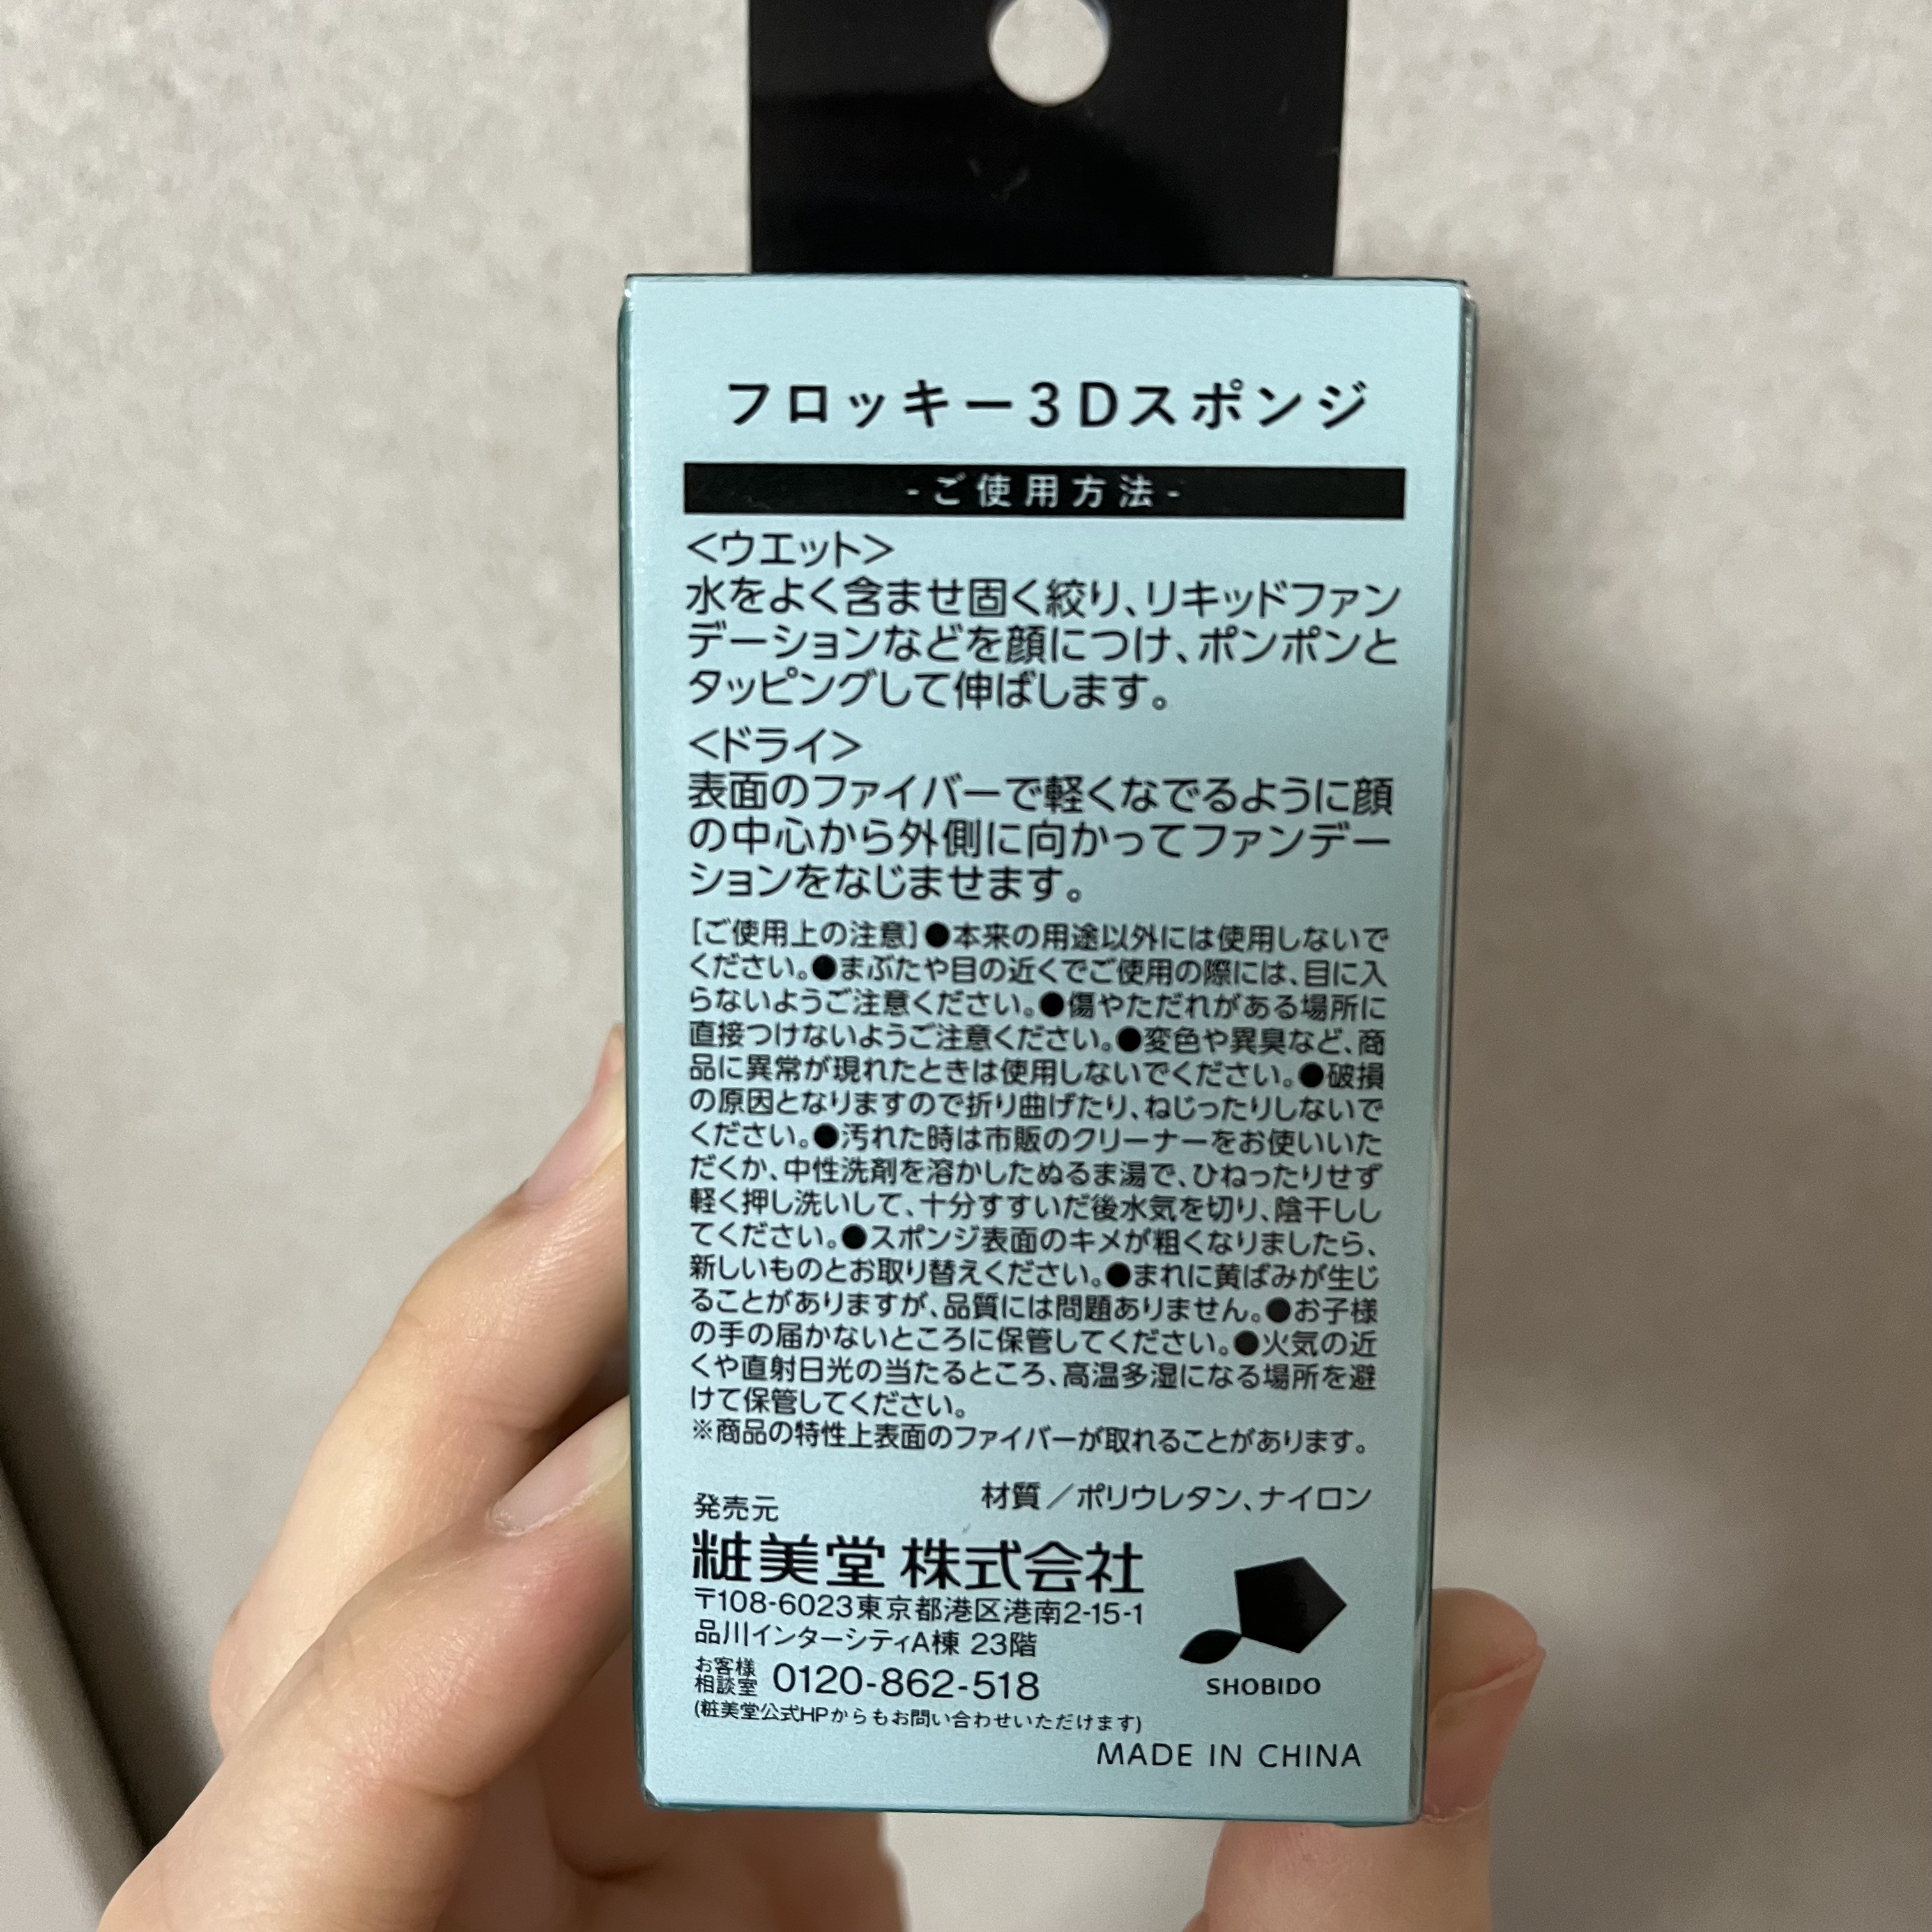 フロッキー3Dスポンジ
-ご使用方法-
<ウエット>
水をよく含ませ固く絞り、リキッドファン
デーションなどを顔につけ、ポンポンと
タッピングして伸ばします。
<ドライ>
表面のファイバーで軽くなでるように顔
の中心から外側に向かってファンデー
ションをなじませます。
[ご使用上の注意]●本来の用途以外には使用しないで
ください。●まぶたや目の近くでご使用の際には、目に入
らないようご注意ください。●傷やただれがある場所に
直接つけないようご注意ください。●変色や異臭など、商
品に異常が現れたときは使用しないでください。●破損
の原因となりますので折り曲げたり、ねじったりしないで
ください。●汚れた時は市販のクリーナーをお使いいた
だくか、中性洗剤を溶かしたぬるま湯で、ひねったりせず
軽く押し洗いして、十分すすいだ後水気を切り、陰干しし
てください。●スポンジ表面のキメが粗くなりましたら、
新しいものとお取り替えください。●まれに黄ばみが生じ
ることがありますが、品質には問題ありません。●お子様
の手の届かないところに保管してください。●火気の近
くや直射日光の当たるところ、高温多湿になる場所を避
けて保管してください。
※商品の特性上表面のファイバーが取れることがあります。
材質／ポリウレタン、ナイロン
発売元
粧美堂 株式会社
〒108-6023東京都港区港南2-15-1
品川インターシティA棟 23階
お客様
相談室 0120-862-518
(粧美堂公式HPからもお問い合わせいただけます)
SHOBIDO
MADE IN CHINA